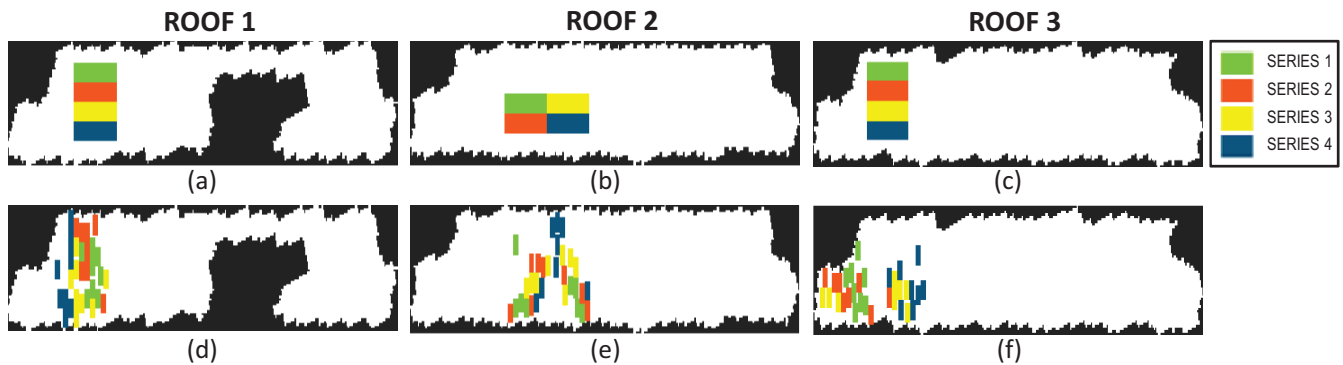 ROOF 1
ROOF 2
ROOF 3
SERIES 1
SERIES 2
SERIES 3
SERIES 4
(a)
(b)
(c)
(d)
(e)
(f)